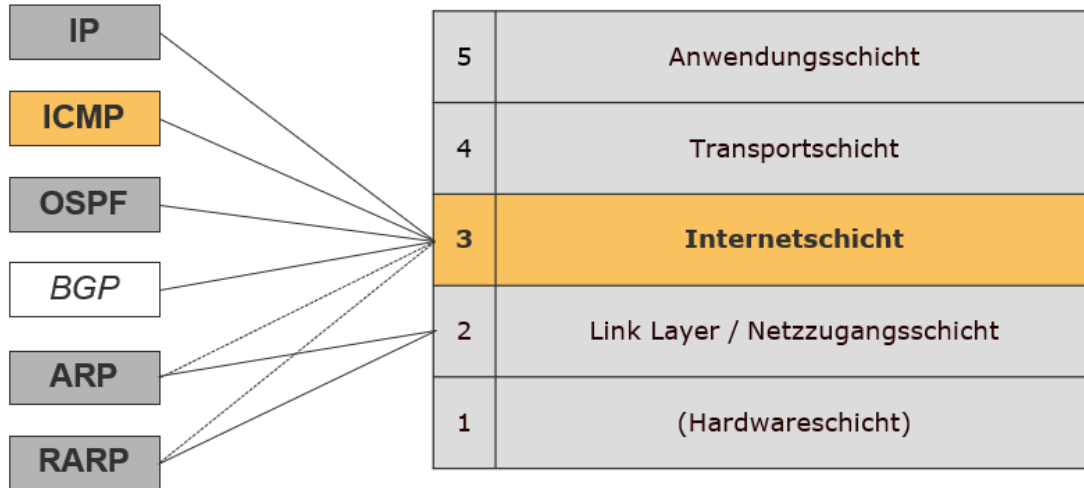 IP
ICMP
OSPF
BGP
ARP
RARP
5 Anwendungsschicht
4 Transportschicht
3 Internetschicht
2 Link Layer / Netzzugangsschicht
1 (Hardwareschicht)